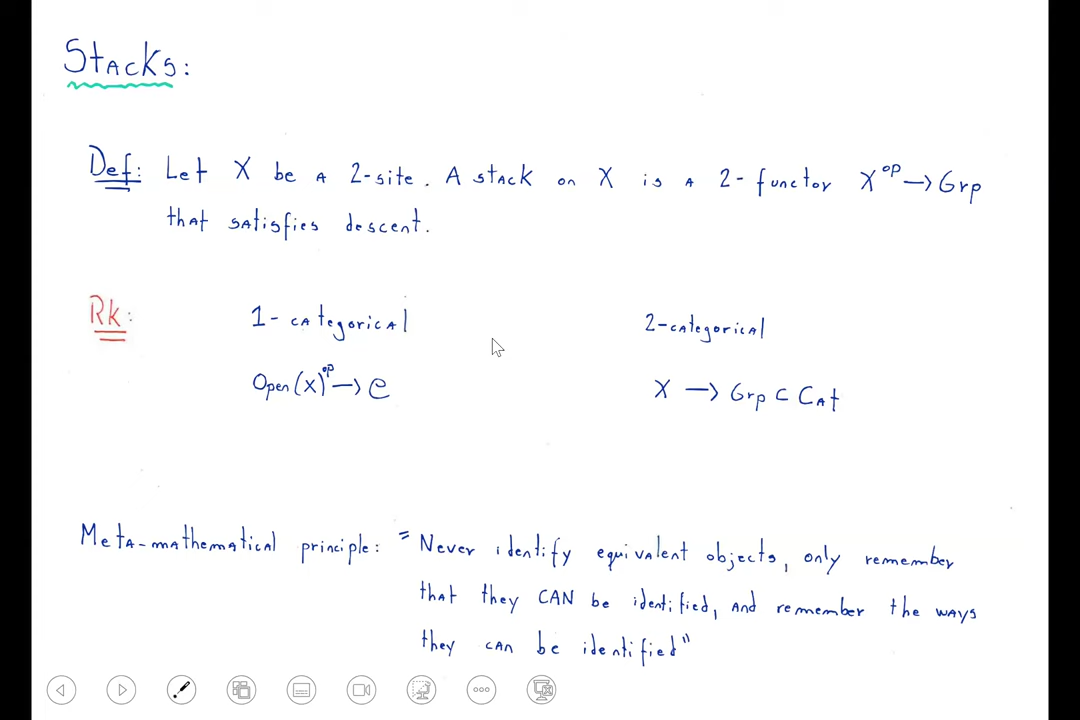 Stacks:
Def: Let X be a 2-site. A stack on X is a 2-functor X^op → Grp
that satisfies descent.
Rk: 1-categorical 2-categorical
Open(X)^op → C X → Grp ⊂ Cat
Meta-mathematical principle: "Never identify equivalent objects, only remember
that they CAN be identified, and remember the ways
they can be identified"